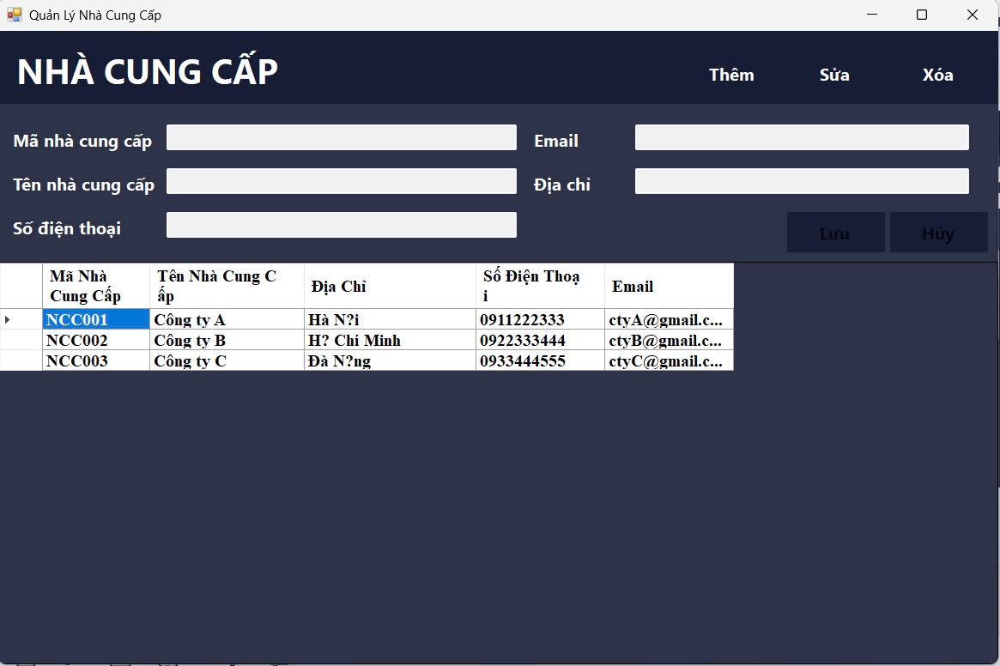 Quản Lý Nhà Cung Cấp
NHÀ CUNG CẤP
Thêm
Sửa
Xóa
Mã nhà cung cấp
Email
Tên nhà cung cấp
Địa chỉ
Số điện thoại
Lưu
Hủy
Mã Nhà
Cung Cấp
Tên Nhà Cung C
ấp
Địa Chỉ
Số Điện Thoạ
i
Email
NCC001 Công ty A Hà N?i 0911222333 ctyA@gmail.c...
NCC002 Công ty B H? Chí Minh 0922333444 ctyB@gmail.c...
NCC003 Công ty C Đà N?ng 0933444555 ctyC@gmail.c...